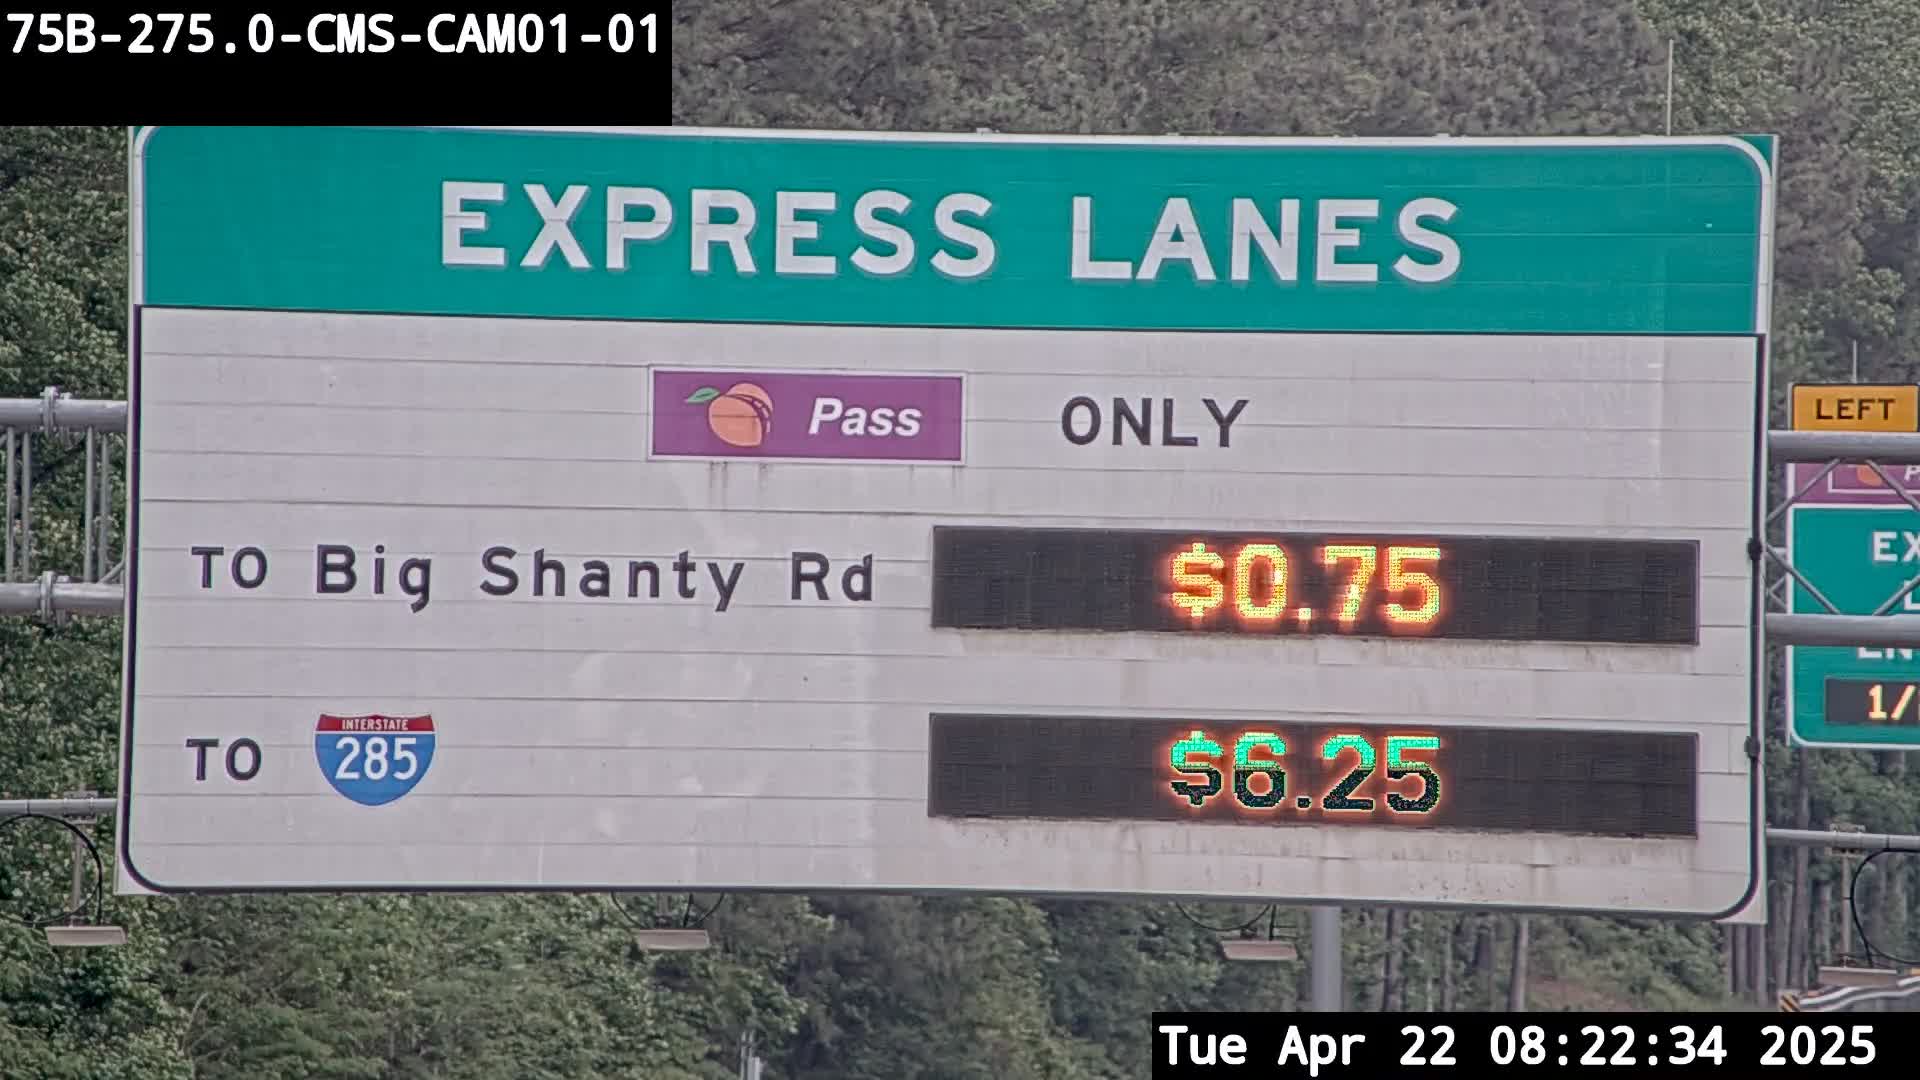 75B-275.0-CMS-CAM01-01
EXPRESS LANES
Pass ONLY
TO Big Shanty Rd $0.75
TO INTERSTATE 285 $6.25
LEFT
1/
Tue Apr 22 08:22:34 2025